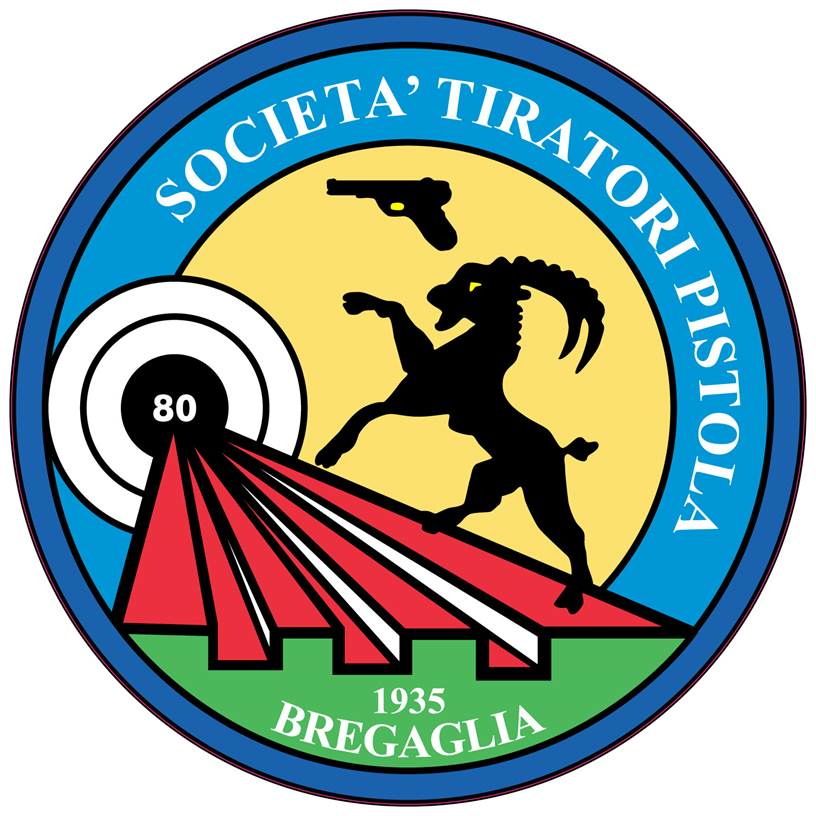 SOCIETA' TIRATORI PISTOLA
80
1935
BREGAGLIA